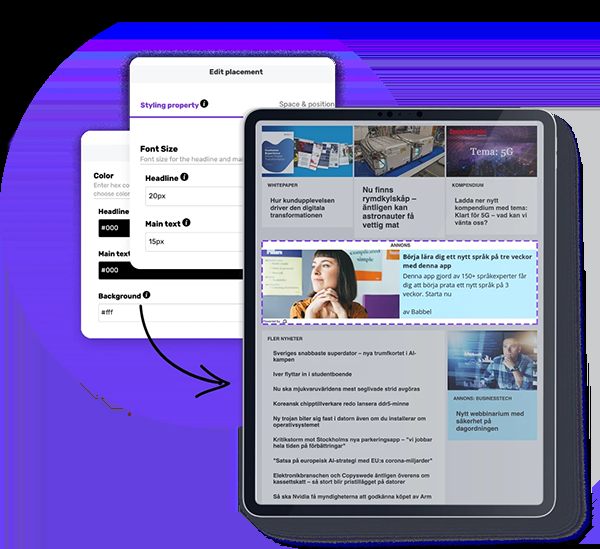 Edit placement
Styling property
Space & position
Font Size
Font size for the headline and mai
Headline
20px
Main text
15px
Color
Enter hex co
choose color
Headline
#000
Main text
#000
Background
#fff
Tema: 5G
WHITEPAPER
Hur kundupplevelsen
driver den digitala
transformationen
Nu finns
rymdkylskåp –
äntligen kan
astronauter få
vettig mat
KOMPENDIUM
Ladda ner nytt
kompendium med tema:
Klart för 5G – vad kan vi
vänta oss?
ANNONS
Börja lära dig ett nytt språk på tre veckor
med denna app
Denna app gjord av 150+ språkexperter får
dig att börja prata ett nytt språk på 3
veckor. Starta nu
av Babbel
FLER NYHETER
Sveriges snabbaste superdator – nya trumfkortet i AI-
kampen
Iver flyttar in i studentboende
Nu ska mjukvaruvärldens mest seglivade strid avgöras
Koreansk chipptillverkare redo lansera ddr5-minne
Ny trojan biter sig fast i datorn även om du installerar om
operativsystemet
Kritikstorm mot Stockholms nya parkeringsapp – "vi jobbar
hela tiden på förbättringar"
"Satsa på europeisk AI-strategi med EU:s corona-miljarder"
Elektronikbranschen och Copyswede äntligen överens om
kassettskatt – så stort blir pristillägget på datorer
Så ska Nvidia få myndigheterna att godkänna köpet av Arm
ANNONS: BUSINESSTECH
Nytt webbinarium med
säkerhet på
dagordningen